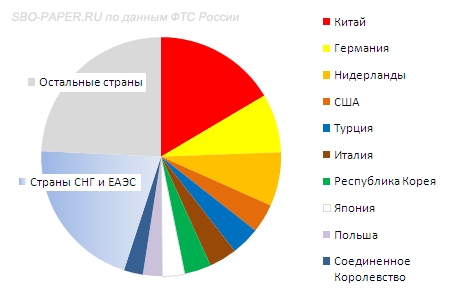 SBO-PAPER.RU по данным ФТС России
Остальные страны
Страны СНГ и ЕАЭС
Китай
Германия
Нидерланды
США
Турция
Италия
Республика Корея
Япония
Польша
Соединенное
Королевство